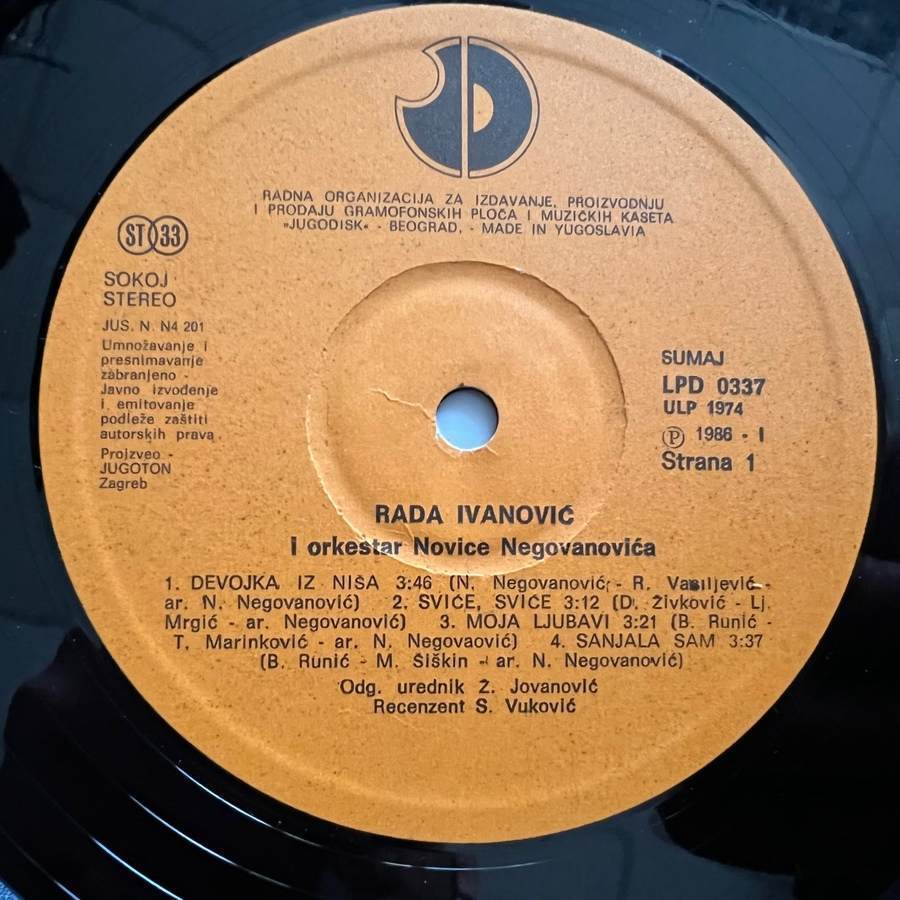 RADNA ORGANIZACIJA ZA IZDAVANJE, PROIZVODNJU
I PRODAJU GRAMOFONSKIH PLOČA I MUZIČKIH KASETA
»JUGODISK« - BEOGRAD, - MADE IN YUGOSLAVIA
ST 33
SOKOJ
STEREO
JUS. N. N4 201
Umnožavanje i
presnimavanje
zabranjeno -
Javno izvođenje
i emitovanje
podleže zaštiti
autorskih prava.
Proizveo -
JUGOTON
Zagreb
SUMAJ
LPD 0337
ULP 1974
Ⓟ 1986 - I
Strana 1
RADA IVANOVIĆ
i orkestar Novice Negovanovića
1. DEVOJKA IZ NIŠA 3:46 (N. Negovanović - R. Vasiljević -
ar. N. Negovanović) 2. SVIĆE, SVIĆE 3:12 (D. Živković - Lj.
Mrgić - ar. Negovanović) 3. MOJA LJUBAVI 3:21 (B. Runić -
T. Marinković - ar. N. Negovaović) 4. SANJALA SAM 3:37
(B. Runić - M. Šiškin - ar. N. Negovanović)
Odg. urednik Ž. Jovanović
Recenzent S. Vuković